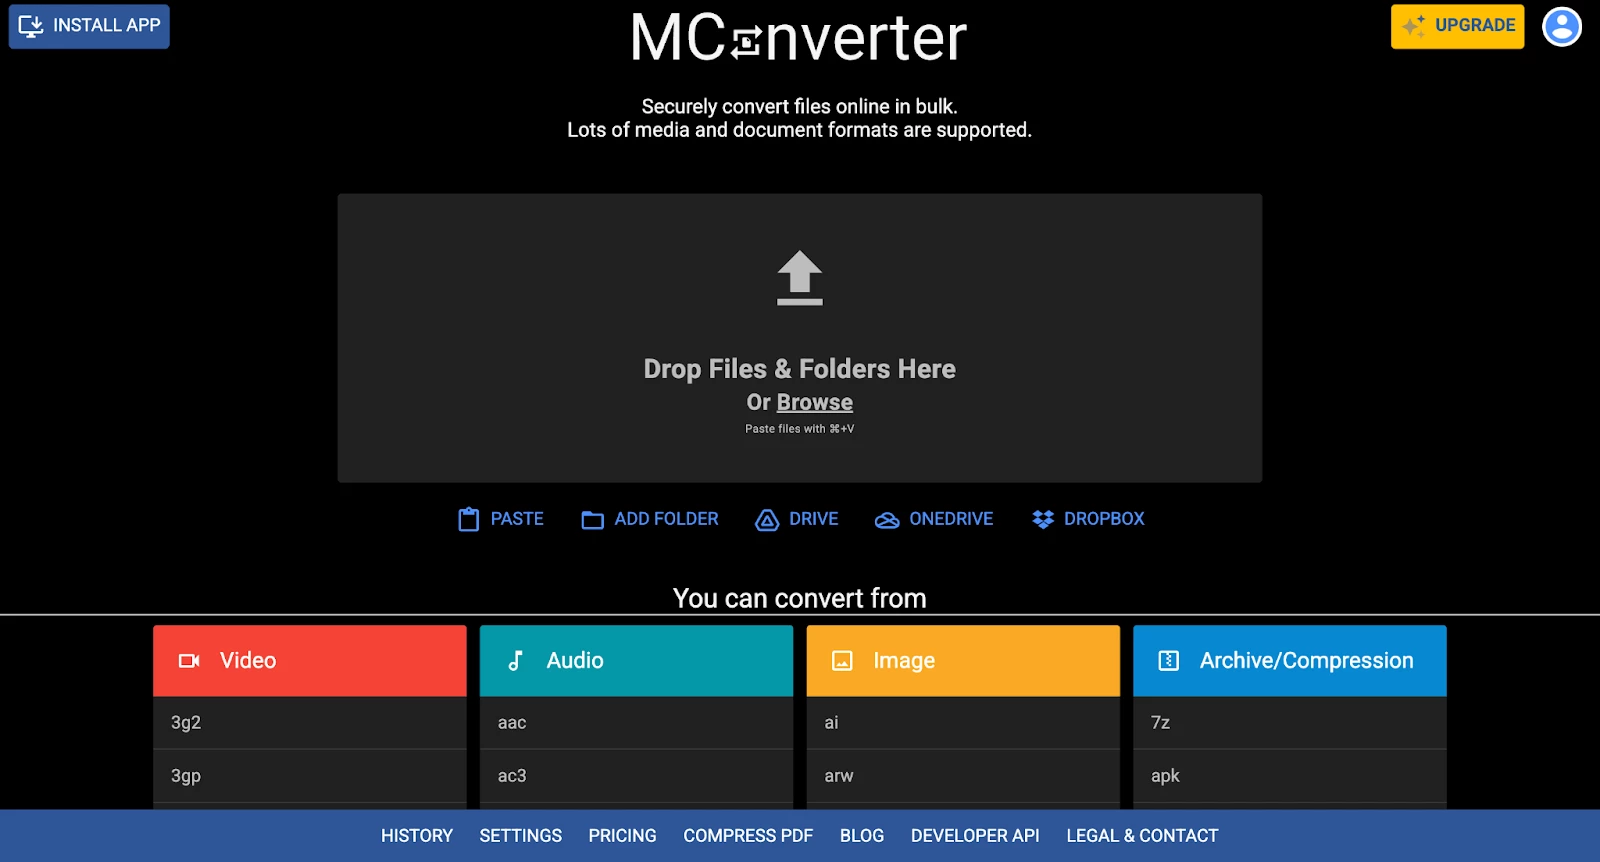 INSTALL APP
MConverter
UPGRADE
Securely convert files online in bulk.
Lots of media and document formats are supported.
Drop Files & Folders Here
Or Browse
Paste files with ⌘+V
PASTE
ADD FOLDER
DRIVE
ONEDRIVE
DROPBOX
You can convert from
Video
Audio
Image
Archive/Compression
3g2
aac
ai
7z
3gp
ac3
arw
apk
HISTORY
SETTINGS
PRICING
COMPRESS PDF
BLOG
DEVELOPER API
LEGAL & CONTACT